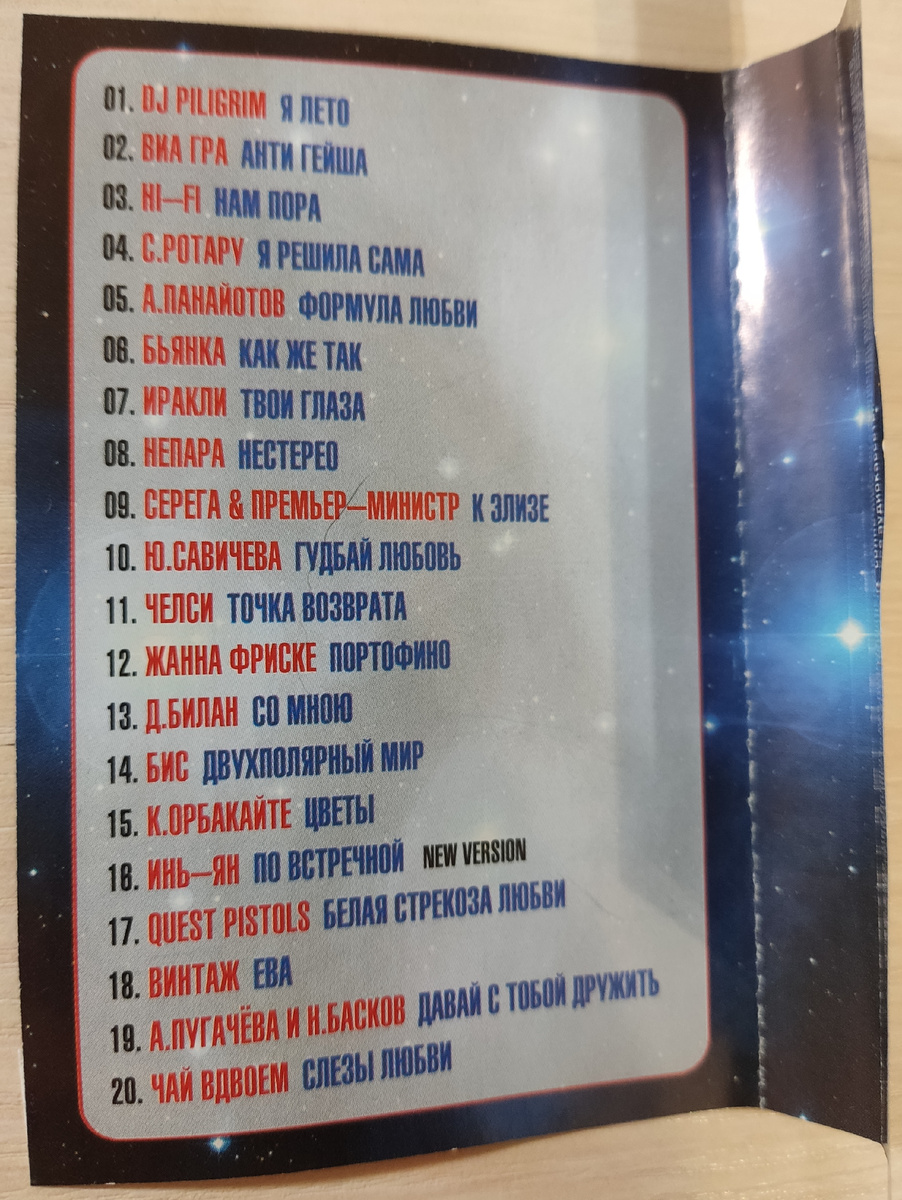 01. DJ PILIGRIM Я ЛЕТО
02. ВИА ГРА АНТИ ГЕЙША
03. HI–FI НАМ ПОРА
04. С.РОТАРУ Я РЕШИЛА САМА
05. А.ПАНАЙОТОВ ФОРМУЛА ЛЮБВИ
06. БЬЯНКА КАК ЖЕ ТАК
07. ИРАКЛИ ТВОИ ГЛАЗА
08. НЕПАРА НЕСТЕРЕО
09. СЕРЕГА & ПРЕМЬЕР–МИНИСТР К ЭЛИЗЕ
10. Ю.САВИЧЕВА ГУДБАЙ ЛЮБОВЬ
11. ЧЕЛСИ ТОЧКА ВОЗВРАТА
12. ЖАННА ФРИСКЕ ПОРТОФИНО
13. Д.БИЛАН СО МНОЮ
14. БИС ДВУХПОЛЯРНЫЙ МИР
15. К.ОРБАКАЙТЕ ЦВЕТЫ
16. ИНЬ–ЯН ПО ВСТРЕЧНОЙ NEW VERSION
17. QUEST PISTOLS БЕЛАЯ СТРЕКОЗА ЛЮБВИ
18. ВИНТАЖ ЕВА
19. А.ПУГАЧЁВА И Н.БАСКОВ ДАВАЙ С ТОБОЙ ДРУЖИТЬ
20. ЧАЙ ВДВОЕМ СЛЕЗЫ ЛЮБВИ